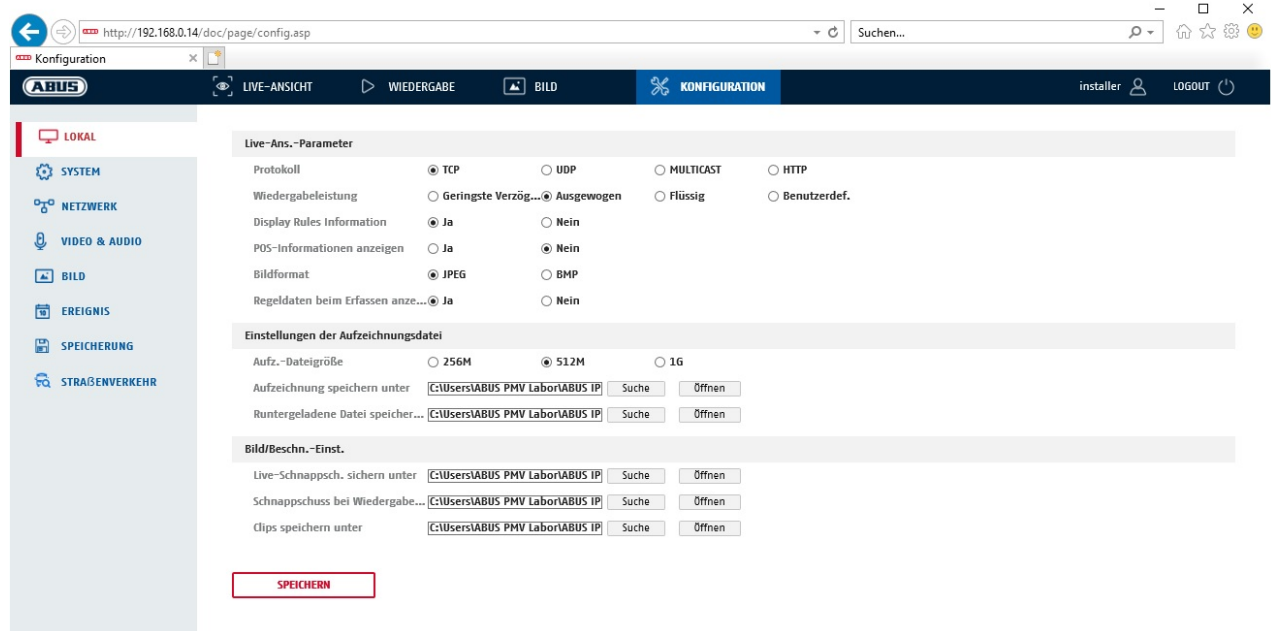 http://192.168.0.14/doc/page/config.asp Suchen...
Konfiguration
ABUS LIVE-ANSICHT WIEDERGABE BILD KONFIGURATION installer LOGOUT
LOKAL
SYSTEM
NETZWERK
VIDEO & AUDIO
BILD
EREIGNIS
SPEICHERUNG
STRAßENVERKEHR
Live-Ans.-Parameter
Protokoll TCP UDP MULTICAST HTTP
Wiedergabeleistung Geringste Verzög... Ausgewogen Flüssig Benutzerdef.
Display Rules Information Ja Nein
POS-Informationen anzeigen Ja Nein
Bildformat JPEG BMP
Regeldaten beim Erfassen anze... Ja Nein
Einstellungen der Aufzeichnungsdatei
Aufz.-Dateigröße 256M 512M 1G
Aufzeichnung speichern unter C:\Users\ABUS PMV Labor\ABUS IP Suche Öffnen
Runtergeladene Datei speicher... C:\Users\ABUS PMV Labor\ABUS IP Suche Öffnen
Bild/Beschn.-Einst.
Live-Schnappsch. sichern unter C:\Users\ABUS PMV Labor\ABUS IP Suche Öffnen
Schnappschuss bei Wiedergabe... C:\Users\ABUS PMV Labor\ABUS IP Suche Öffnen
Clips speichern unter C:\Users\ABUS PMV Labor\ABUS IP Suche Öffnen
SPEICHERN